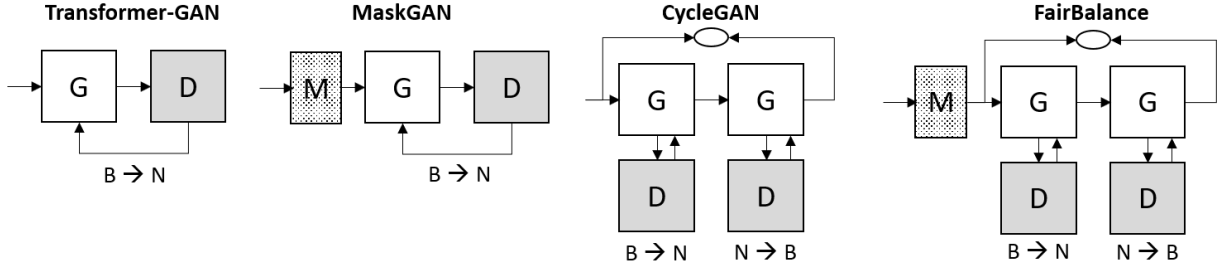 Transformer-GAN
G D
B → N
MaskGAN
M G D
B → N
CycleGAN
G G
D D
B → N N → B
FairBalance
M G G
D D
B → N N → B